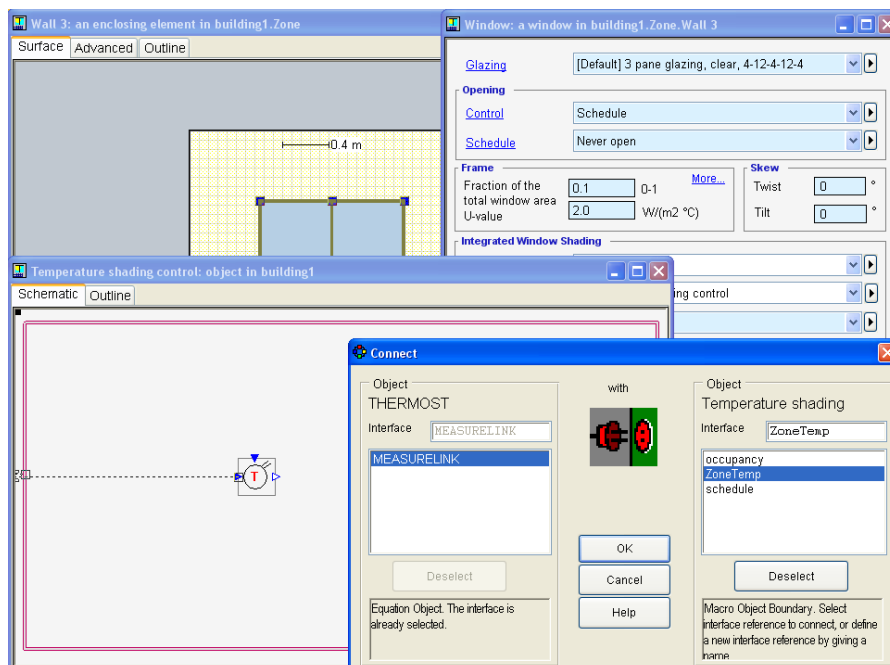 Wall 3: an enclosing element in building1.Zone
Surface Advanced Outline
0.4 m
Window: a window in building1.Zone.Wall 3
Glazing [Default] 3 pane glazing, clear, 4-12-4-12-4
Opening
Control Schedule
Schedule Never open
Frame
More...
Fraction of the
total window area
0.1 0-1
U-value 2.0 W/(m2 °C)
Skew
Twist 0 °
Tilt 0 °
Integrated Window Shading
ing control
Temperature shading control: object in building1
Schematic Outline
T
Connect
Object
THERMOST
Interface MEASURELINK
MEASURELINK
Deselect
Equation Object. The interface is
already selected.
with
OK
Cancel
Help
Object
Temperature shading
Interface ZoneTemp
occupancy
ZoneTemp
schedule
Deselect
Macro Object Boundary. Select
interface reference to connect, or define
a new interface reference by giving a
name